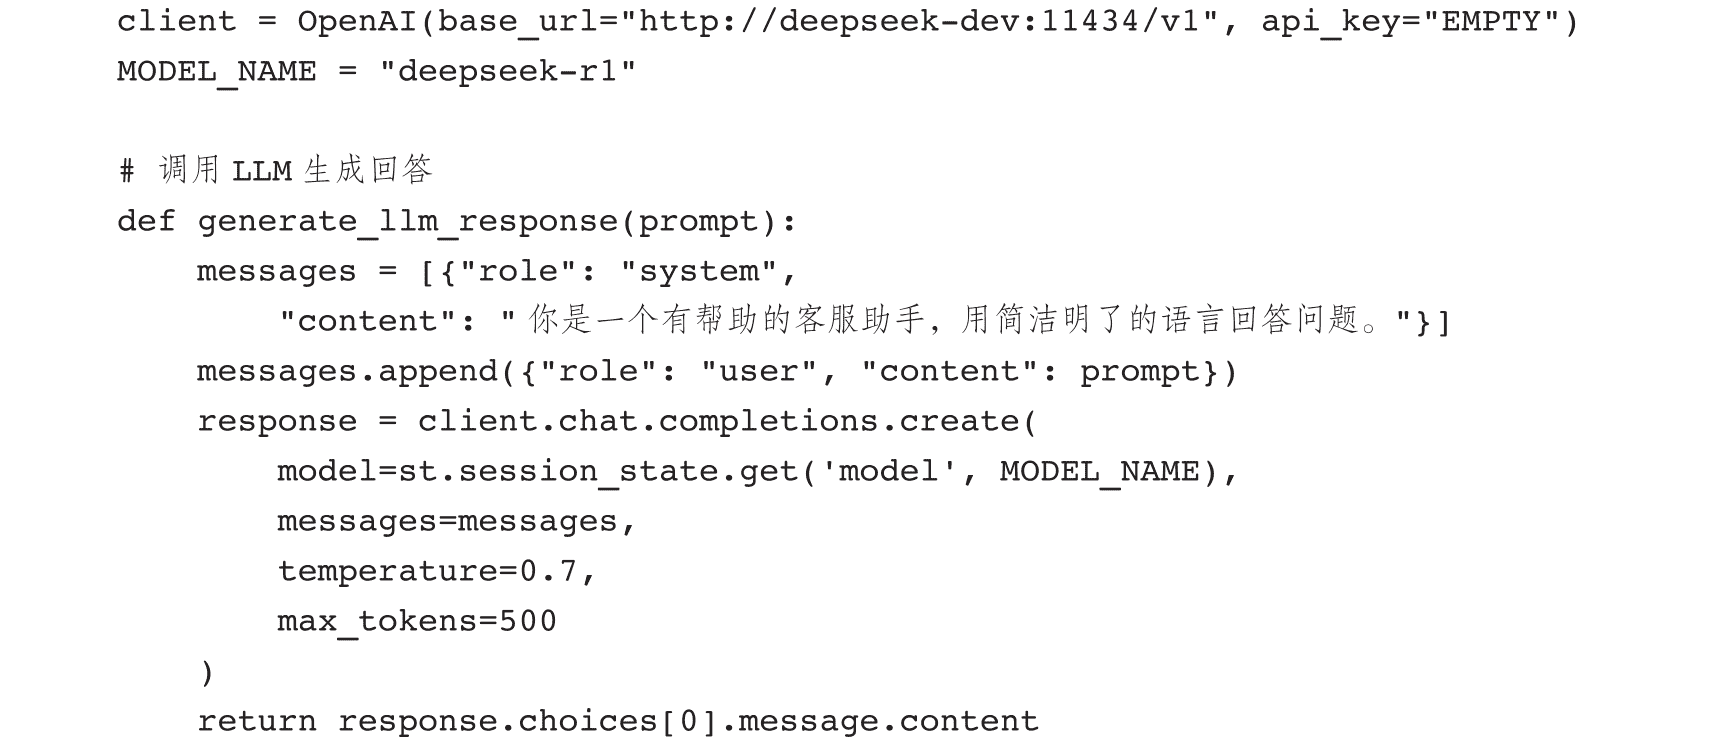 client = OpenAI(base_url="http://deepseek-dev:11434/v1", api_key="EMPTY")
MODEL_NAME = "deepseek-r1"
# 调用 LLM 生成回答
def generate_llm_response(prompt):
    messages = [{"role": "system",
        "content": "你是一个有帮助的客服助手，用简洁明了的语言回答问题。"}]
    messages.append({"role": "user", "content": prompt})
    response = client.chat.completions.create(
        model=st.session_state.get('model', MODEL_NAME),
        messages=messages,
        temperature=0.7,
        max_tokens=500
    )
    return response.choices[0].message.content